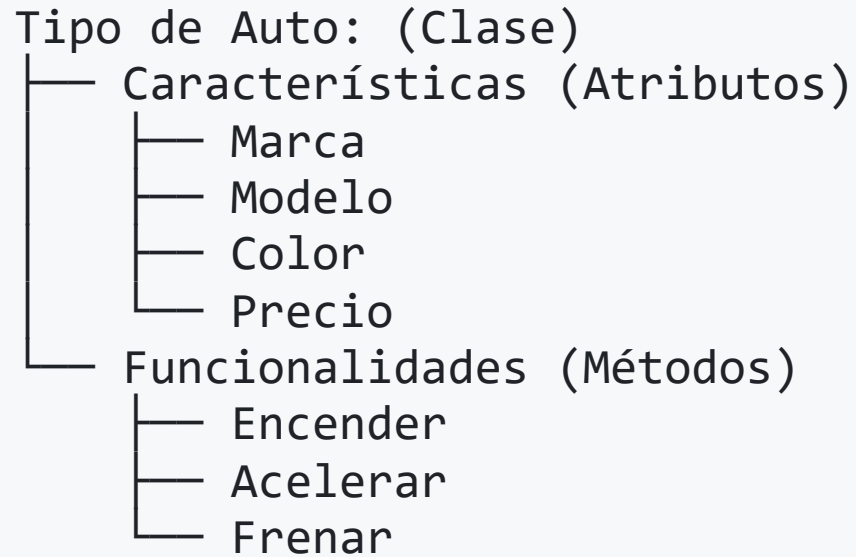 Tipo de Auto: (Clase)
├── Características (Atributos)
│   ├── Marca
│   ├── Modelo
│   ├── Color
│   └── Precio
└── Funcionalidades (Métodos)
    ├── Encender
    ├── Acelerar
    └── Frenar